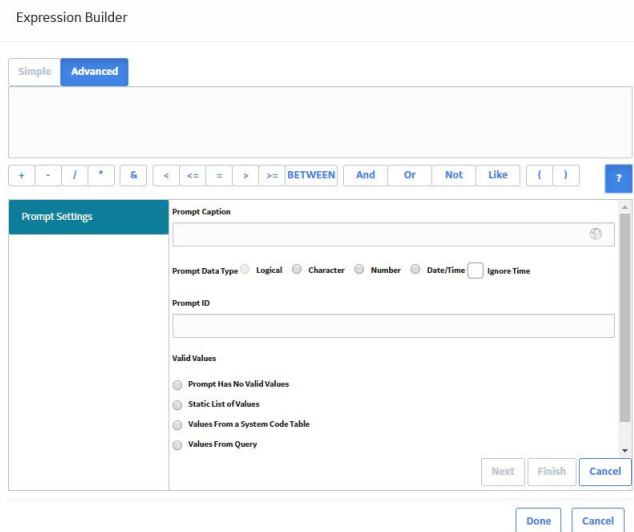 Expression Builder
Simple Advanced
+ - / * & < <= = > >= BETWEEN And Or Not Like ( ) ?
Prompt Settings
Prompt Caption
Prompt Data Type Logical Character Number Date/Time Ignore Time
Prompt ID
Valid Values
Prompt Has No Valid Values
Static List of Values
Values From a System Code Table
Values From Query
Next Finish Cancel
Done Cancel